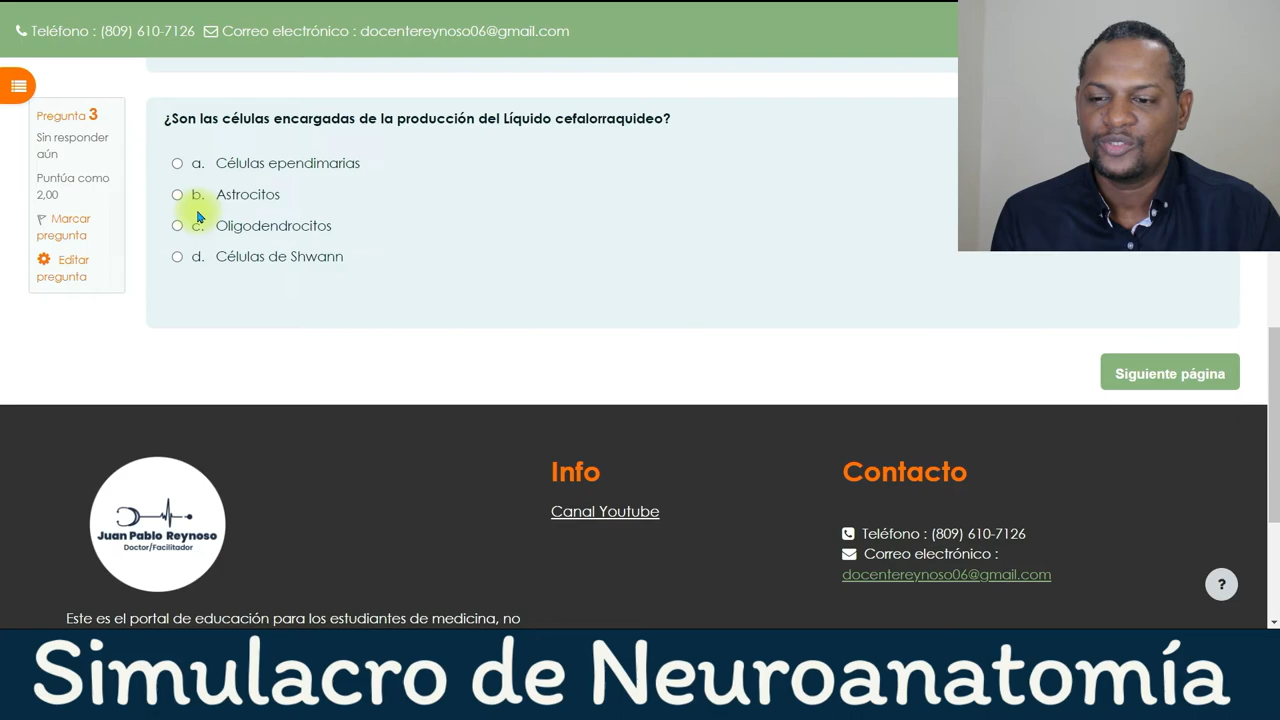 Teléfono : (809) 610-7126 Correo electrónico : docentereynoso06@gmail.com
Pregunta 3
Sin responder
aún
Puntúa como
2,00
Marcar
pregunta
Editar
pregunta
¿Son las células encargadas de la producción del Líquido cefalorraquideo?
a. Células ependimarias
b. Astrocitos
c. Oligodendrocitos
d. Células de Shwann
Siguiente página
Juan Pablo Reynoso
Doctor/Facilitador
Este es el portal de educación para los estudiantes de medicina, no
Info
Canal Youtube
Contacto
Teléfono : (809) 610-7126
Correo electrónico :
docentereynoso06@gmail.com
?
Simulacro de Neuroanatomía